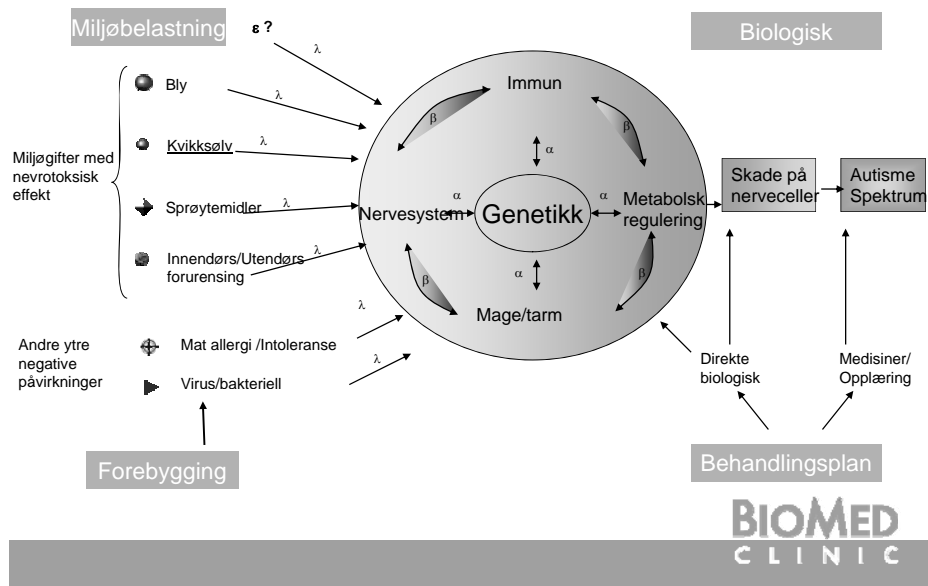 Miljøbelastning
ε ?
Biologisk
λ
Bly
λ
Miljøgifter med
nevrotoksisk
effekt
Kvikksølv
λ
Sprøytemidler
λ
Innendørs/Utendørs
forurensing
λ
Andre ytre
negative
påvirkninger
Mat allergi /Intoleranse
λ
Virus/bakteriell
λ
Immun
β
β
α
Nervesystem
α
Genetikk
α
Metabolsk
regulering
α
β
β
Mage/tarm
Skade på
nerveceller
Autisme
Spektrum
Direkte
biologisk
Medisiner/
Opplæring
Forebygging
Behandlingsplan
BIOMED
CLINIC